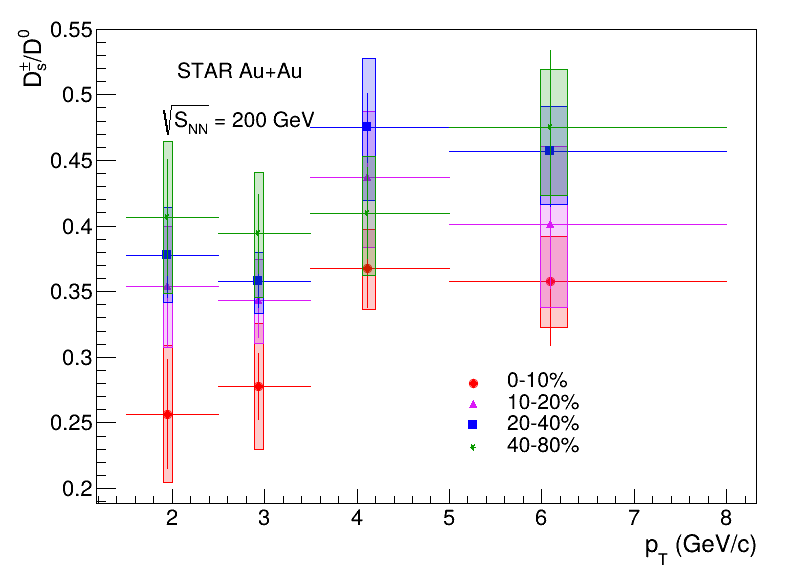 D_s^±/D^0
0.55
0.5
0.45
0.4
0.35
0.3
0.25
0.2
STAR Au+Au
√S_NN = 200 GeV
0-10%
10-20%
20-40%
40-80%
2 3 4 5 6 7 8
p_T (GeV/c)